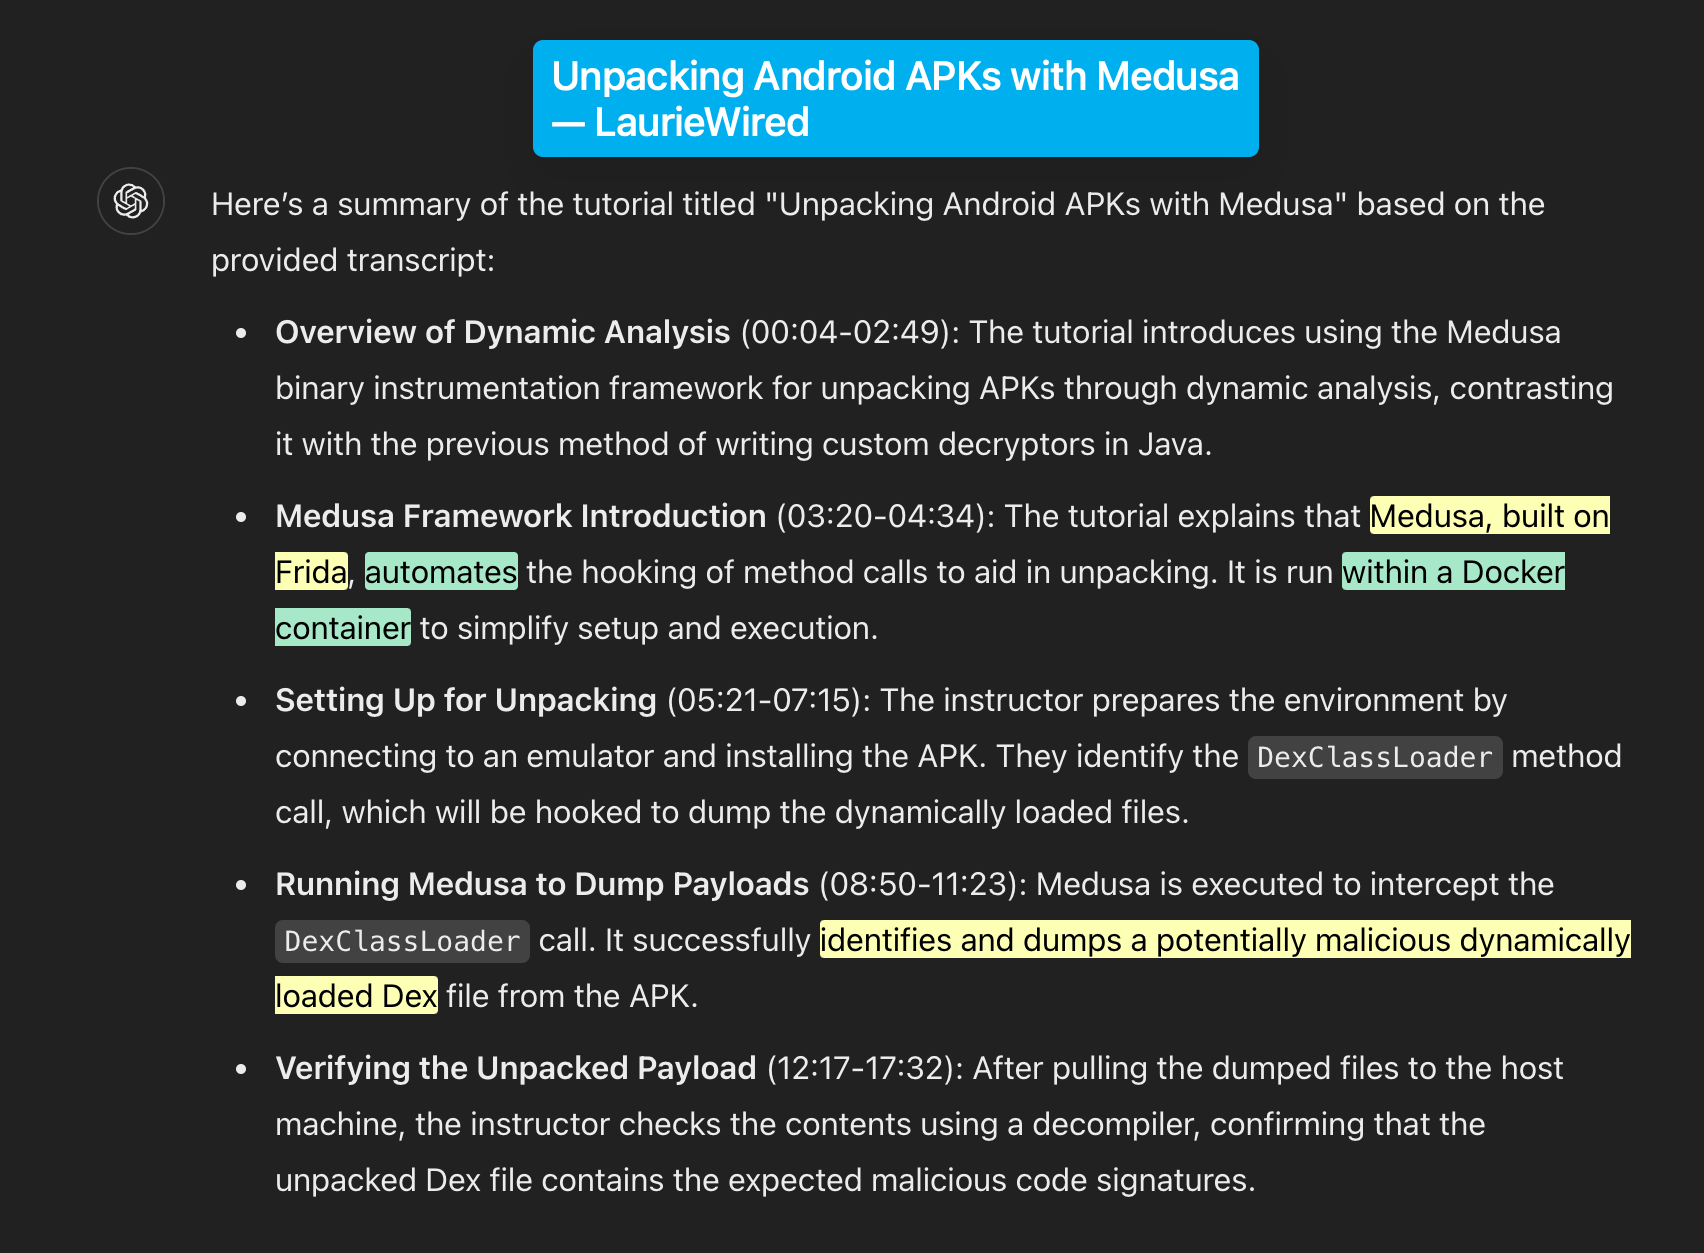 Unpacking Android APKs with Medusa
— LaurieWired
Here’s a summary of the tutorial titled "Unpacking Android APKs with Medusa" based on the
provided transcript:
• Overview of Dynamic Analysis (00:04-02:49): The tutorial introduces using the Medusa
binary instrumentation framework for unpacking APKs through dynamic analysis, contrasting
it with the previous method of writing custom decryptors in Java.
• Medusa Framework Introduction (03:20-04:34): The tutorial explains that Medusa, built on
Frida, automates the hooking of method calls to aid in unpacking. It is run within a Docker
container to simplify setup and execution.
• Setting Up for Unpacking (05:21-07:15): The instructor prepares the environment by
connecting to an emulator and installing the APK. They identify the DexClassLoader method
call, which will be hooked to dump the dynamically loaded files.
• Running Medusa to Dump Payloads (08:50-11:23): Medusa is executed to intercept the
DexClassLoader call. It successfully identifies and dumps a potentially malicious dynamically
loaded Dex file from the APK.
• Verifying the Unpacked Payload (12:17-17:32): After pulling the dumped files to the host
machine, the instructor checks the contents using a decompiler, confirming that the
unpacked Dex file contains the expected malicious code signatures.